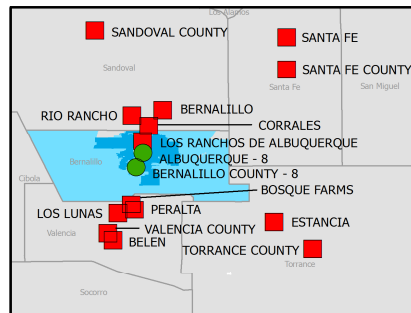 Los Alamos
SANDOVAL COUNTY
SANTA FE
Sandoval
SANTA FE COUNTY
Santa Fe
San Miguel
BERNALILLO
RIO RANCHO
CORRALES
LOS RANCHOS DE ALBUQUERQUE
Bernalillo
ALBUQUERQUE - 8
Cibola
BERNALILLO COUNTY - 8
BOSQUE FARMS
LOS LUNAS
PERALTA
ESTANCIA
Valencia
VALENCIA COUNTY
BELEN
TORRANCE COUNTY
Torrance
Socorro